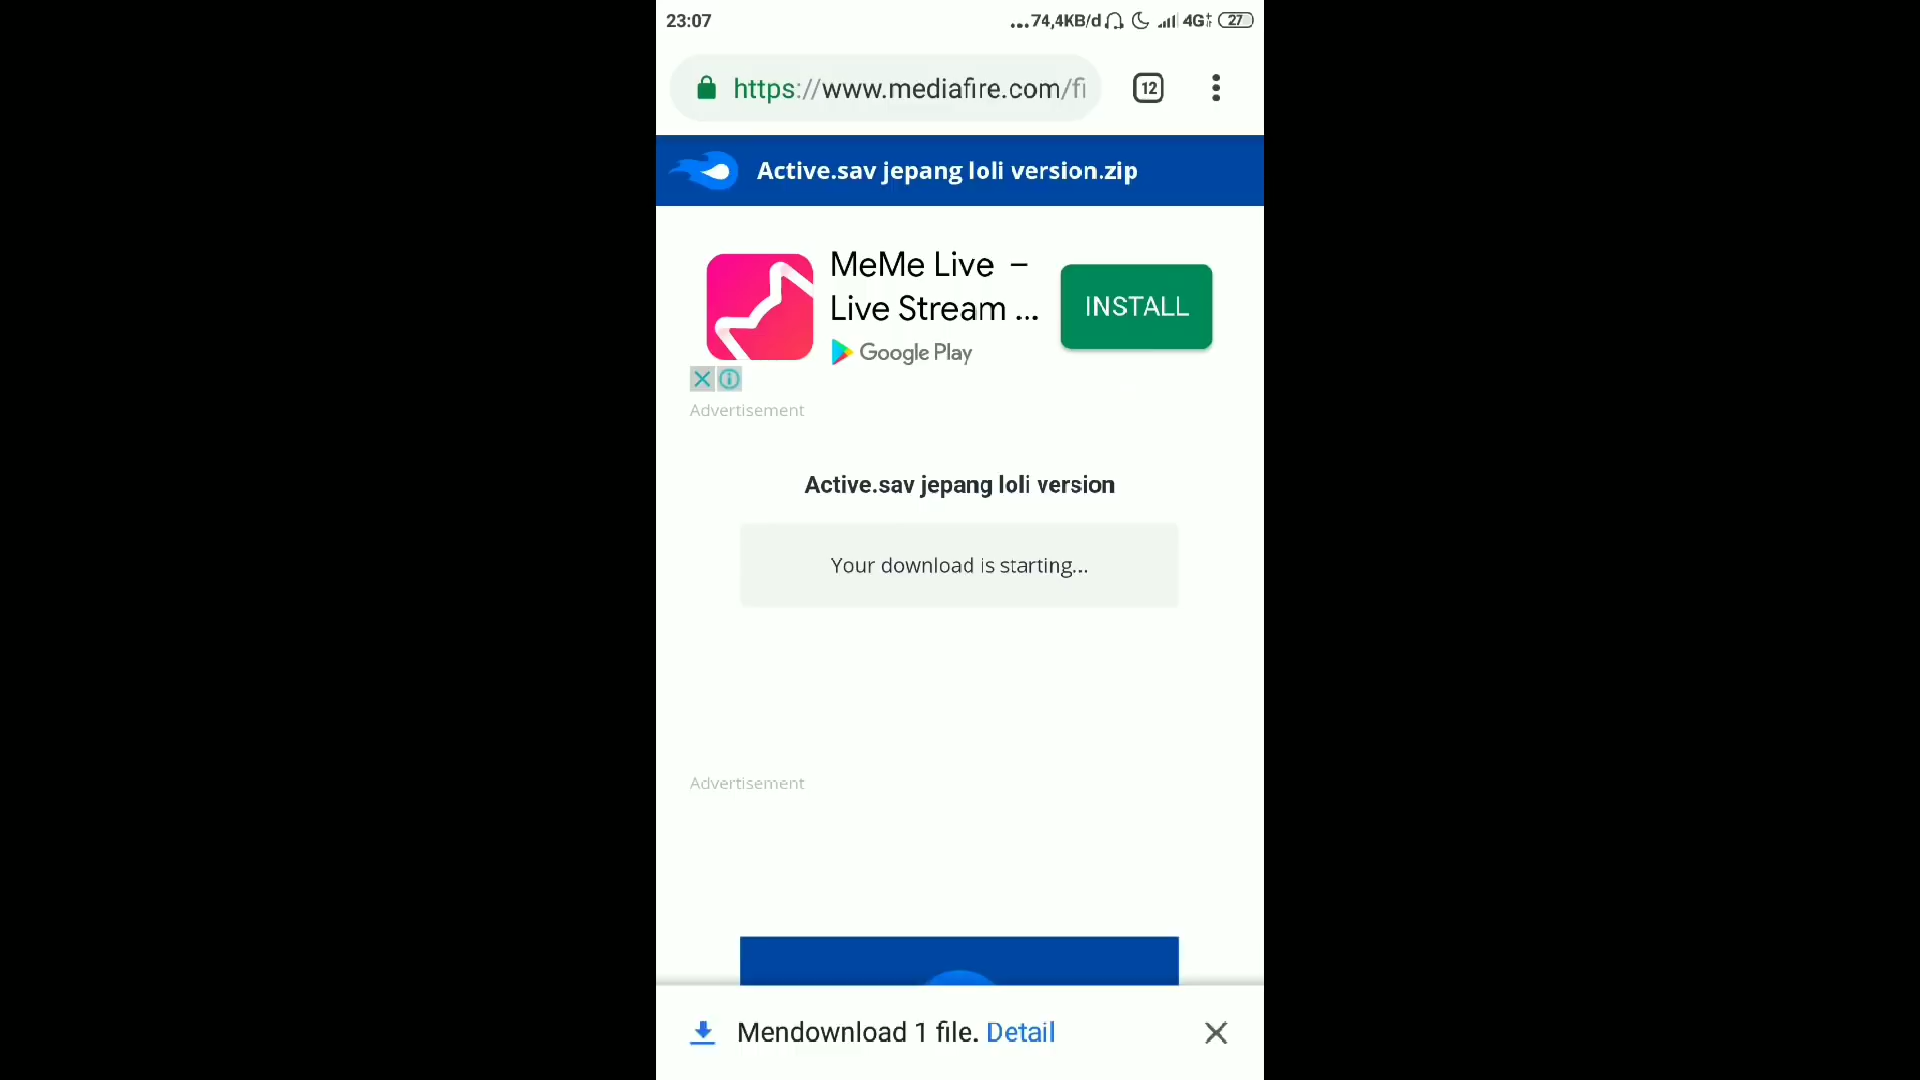 23:07
...74,4KB/d 4G 27
https://www.mediafire.com/fi
12
Active.sav jepang loli version.zip
MeMe Live –
Live Stream ...
INSTALL
Google Play
Advertisement
Active.sav jepang loli version
Your download is starting...
Advertisement
Mendownload 1 file. Detail